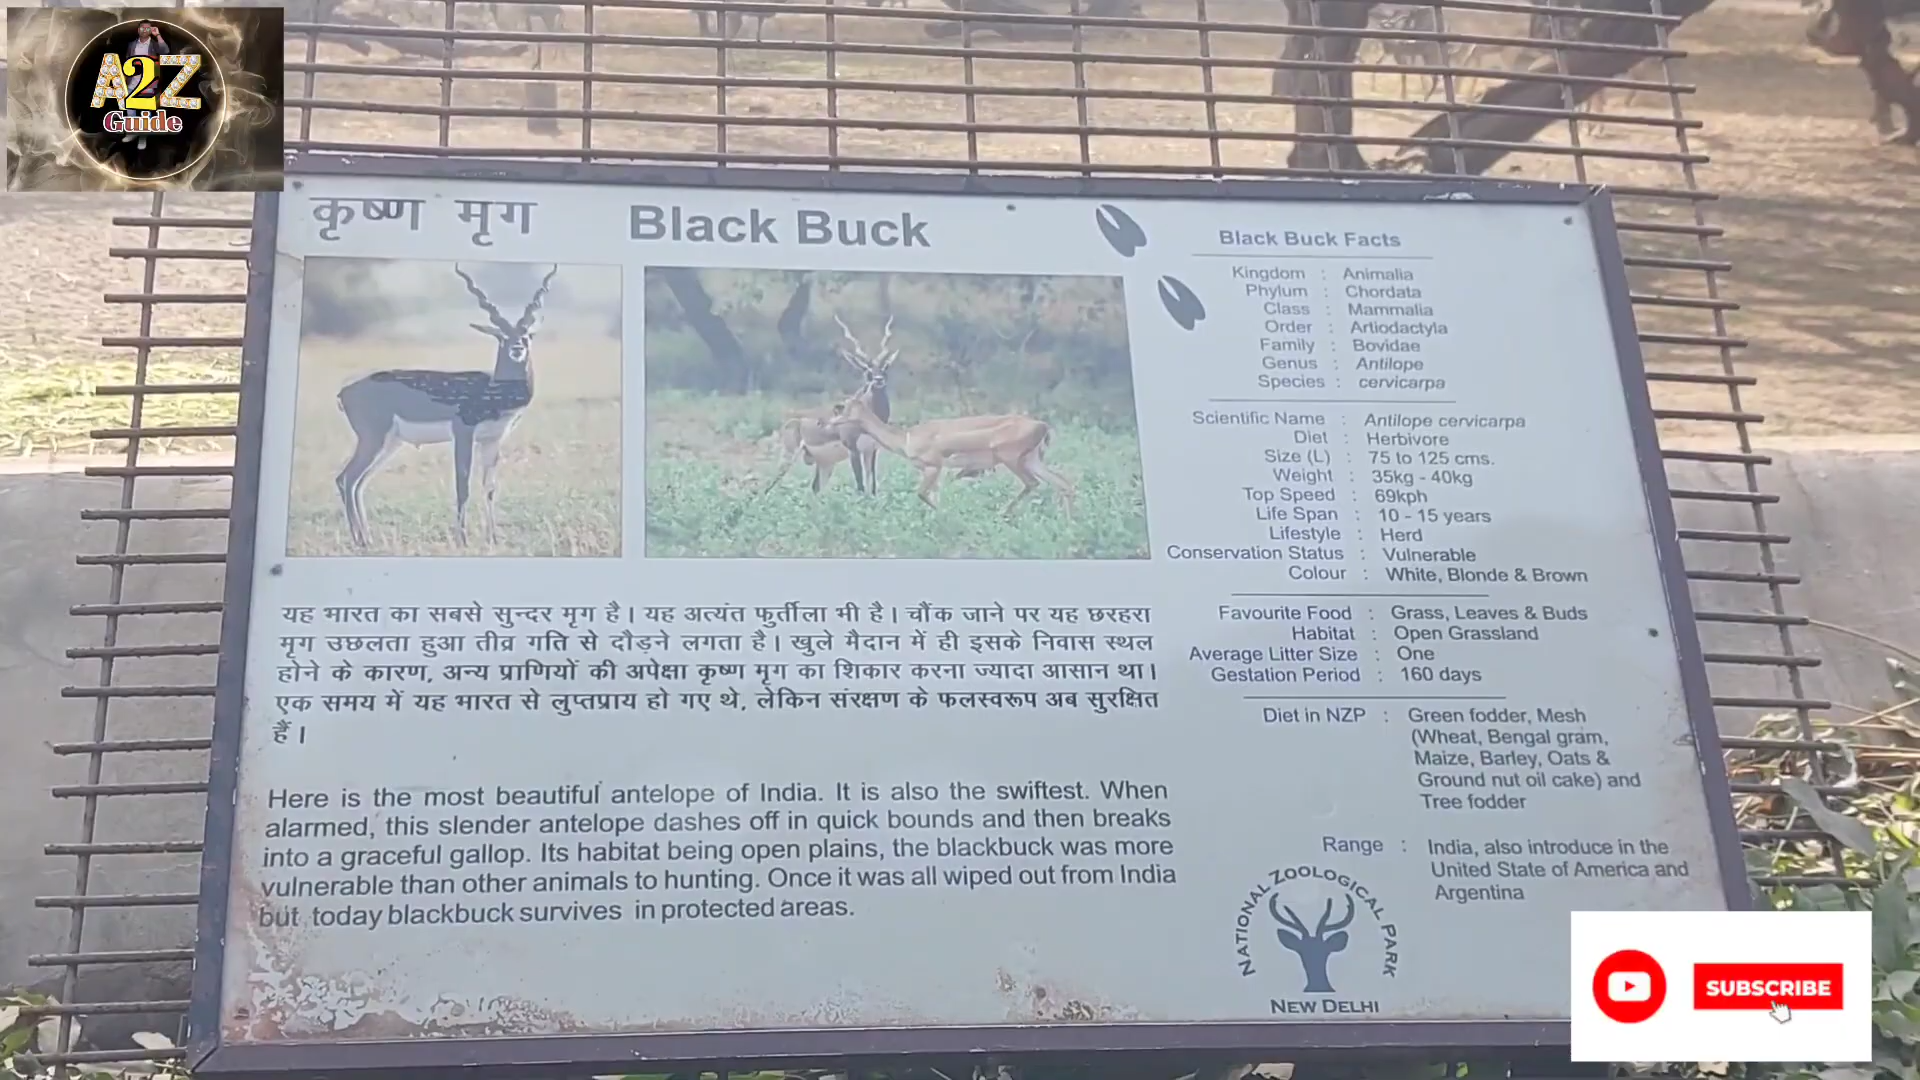 A2Z
Guide
कृष्ण मृग
Black Buck
यह भारत का सबसे सुन्दर मृग है। यह अत्यंत फुर्तीला भी है। चौंक जाने पर यह छरहरा
मृग उछलता हुआ तीव्र गति से दौड़ने लगता है। खुले मैदान में ही इसके निवास स्थल
होने के कारण, अन्य प्राणियों की अपेक्षा कृष्ण मृग का शिकार करना ज्यादा आसान था।
एक समय में यह भारत से लुप्तप्राय हो गए थे, लेकिन संरक्षण के फलस्वरूप अब सुरक्षित
हैं।
Here is the most beautiful antelope of India. It is also the swiftest. When
alarmed, this slender antelope dashes off in quick bounds and then breaks
into a graceful gallop. Its habitat being open plains, the blackbuck was more
vulnerable than other animals to hunting. Once it was all wiped out from India
but today blackbuck survives in protected areas.
Black Buck Facts
Kingdom : Animalia
Phylum : Chordata
Class : Mammalia
Order : Artiodactyla
Family : Bovidae
Genus : Antilope
Species : cervicarpa
Scientific Name : Antilope cervicarpa
Diet : Herbivore
Size (L) : 75 to 125 cms.
Weight : 35kg - 40kg
Top Speed : 69kph
Life Span : 10 - 15 years
Lifestyle : Herd
Conservation Status : Vulnerable
Colour : White, Blonde & Brown
Favourite Food : Grass, Leaves & Buds
Habitat : Open Grassland
Average Litter Size : One
Gestation Period : 160 days
Diet in NZP : Green fodder, Mesh
(Wheat, Bengal gram,
Maize, Barley, Oats &
Ground nut oil cake) and
Tree fodder
Range : India, also introduce in the
United State of America and
Argentina
NATIONAL ZOOLOGICAL PARK
NEW DELHI
SUBSCRIBE